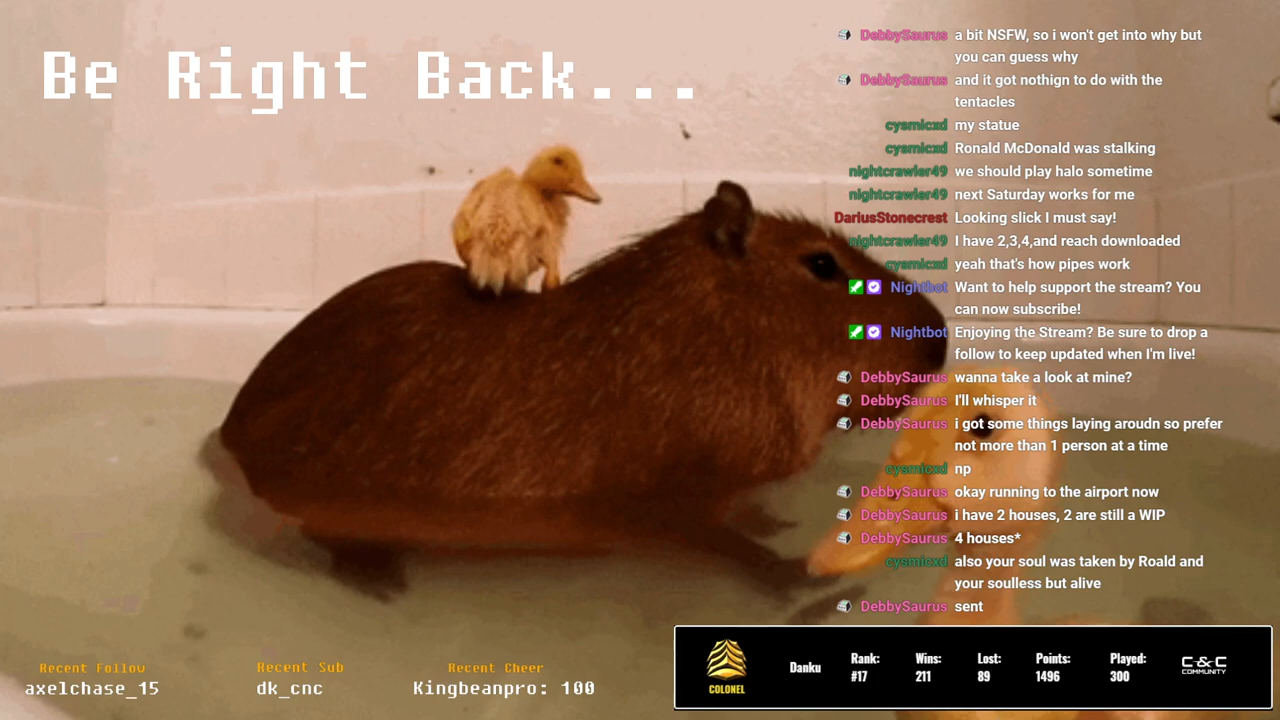 Be Right Back...
DebbySaurus a bit NSFW, so i won't get into why but
you can guess why
DebbySaurus and it got nothign to do with the
tentacles
cysmicxd my statue
cysmicxd Ronald McDonald was stalking
nightcrawler49 we should play halo sometime
nightcrawler49 next Saturday works for me
DariusStonecrest Looking slick I must say!
nightcrawler49 I have 2,3,4,and reach downloaded
cysmicxd yeah that's how pipes work
Nightbot Want to help support the stream? You
can now subscribe!
Nightbot Enjoying the Stream? Be sure to drop a
follow to keep updated when I'm live!
DebbySaurus wanna take a look at mine?
DebbySaurus I'll whisper it
DebbySaurus i got some things laying aroudn so prefer
not more than 1 person at a time
cysmicxd np
DebbySaurus okay running to the airport now
DebbySaurus i have 2 houses, 2 are still a WIP
DebbySaurus 4 houses*
cysmicxd also your soul was taken by Roald and
your soulless but alive
DebbySaurus sent
Recent Follow
axelchase_15
Recent Sub
dk_cnc
Recent Cheer
Kingbeanpro: 100
COLONEL
Danku
Rank:
#17
Wins:
211
Lost:
89
Points:
1496
Played:
300
C&C
COMMUNITY